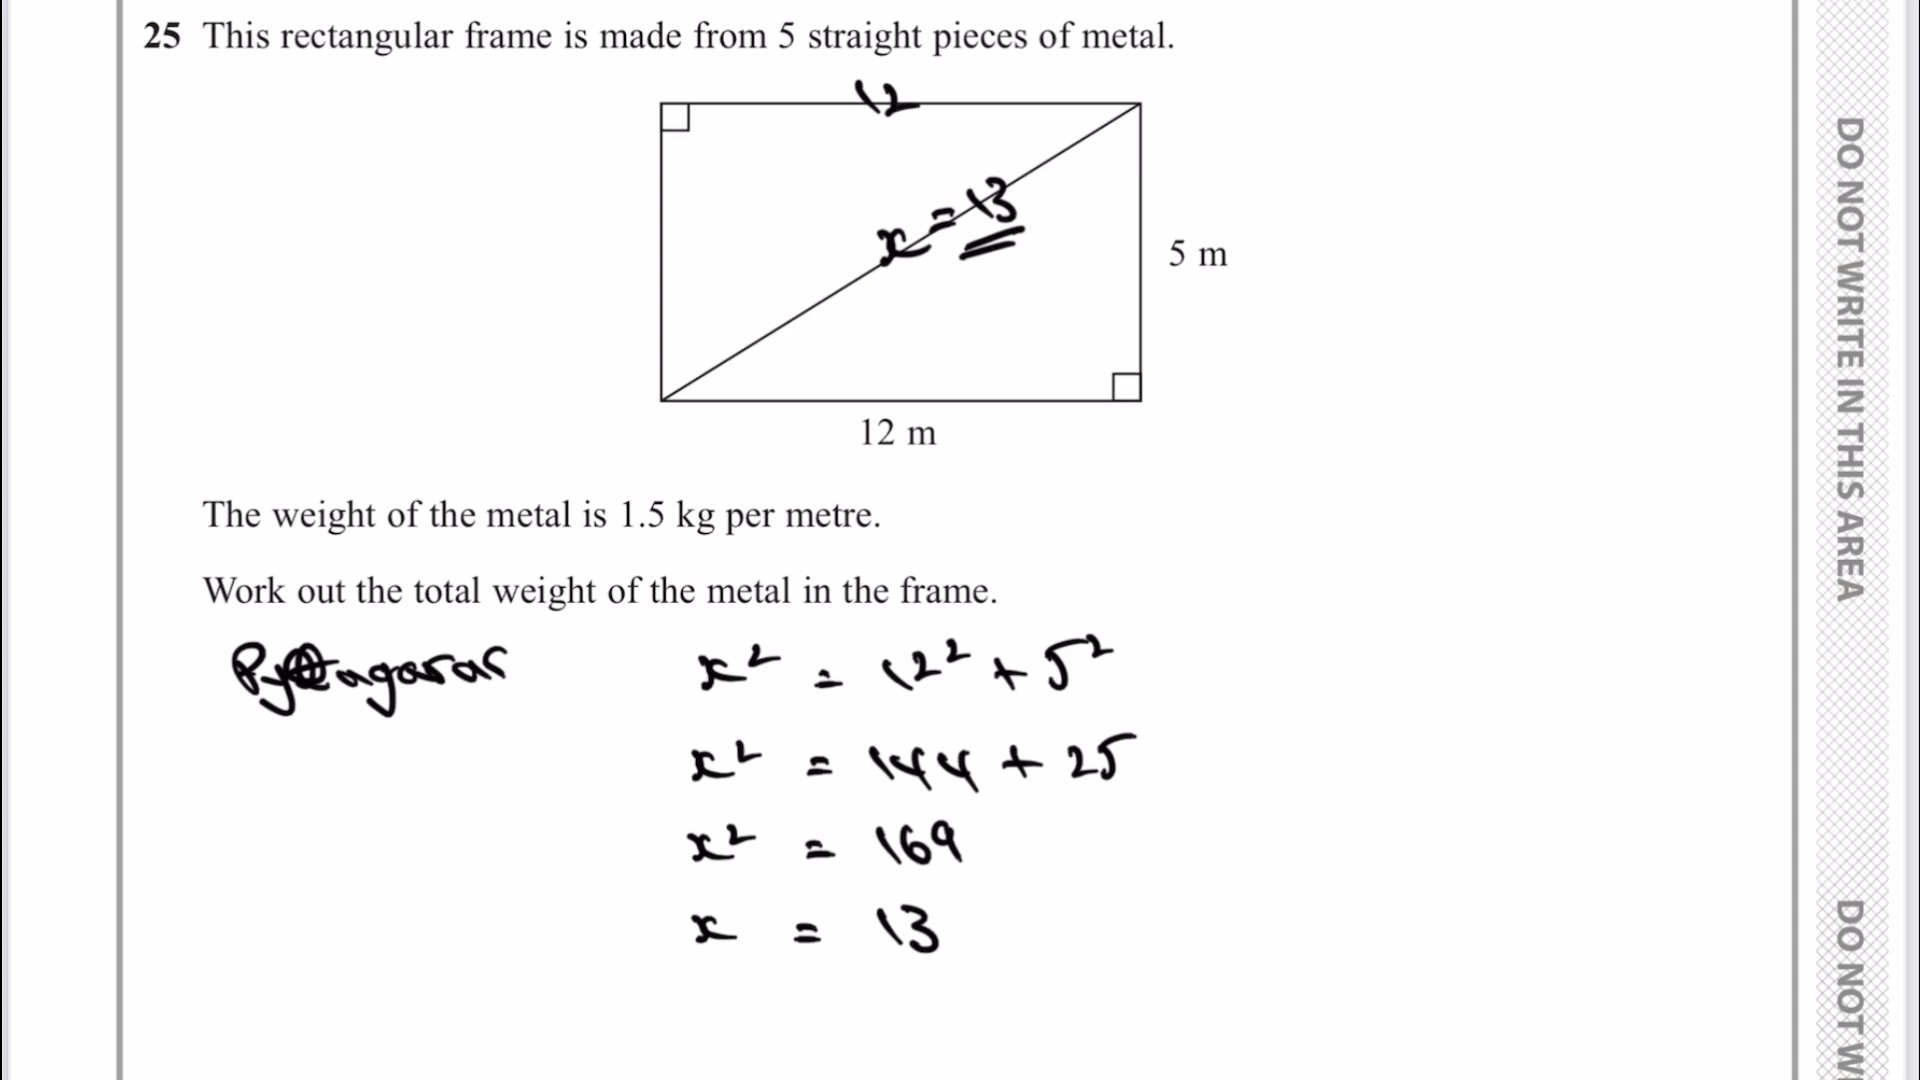 25 This rectangular frame is made from 5 straight pieces of metal.
12
x = 13
5 m
12 m
The weight of the metal is 1.5 kg per metre.
Work out the total weight of the metal in the frame.
x² = 12² + 5²
x² = 144 + 25
x² = 169
x = 13
DO NOT WRITE IN THIS AREA
DO NOT W